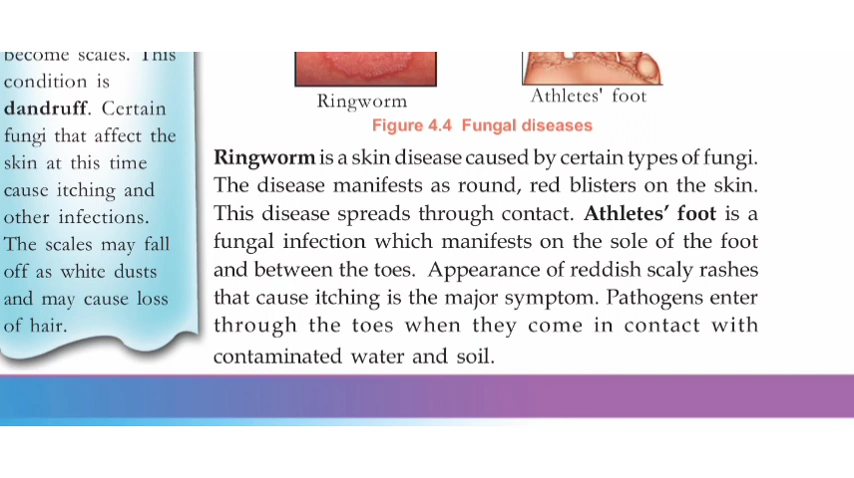 become scales. This
condition is
dandruff. Certain
fungi that affect the
skin at this time
cause itching and
other infections.
The scales may fall
off as white dusts
and may cause loss
of hair.
Ringworm
Athletes' foot
Figure 4.4 Fungal diseases
Ringworm is a skin disease caused by certain types of fungi.
The disease manifests as round, red blisters on the skin.
This disease spreads through contact. Athletes' foot is a
fungal infection which manifests on the sole of the foot
and between the toes. Appearance of reddish scaly rashes
that cause itching is the major symptom. Pathogens enter
through the toes when they come in contact with
contaminated water and soil.